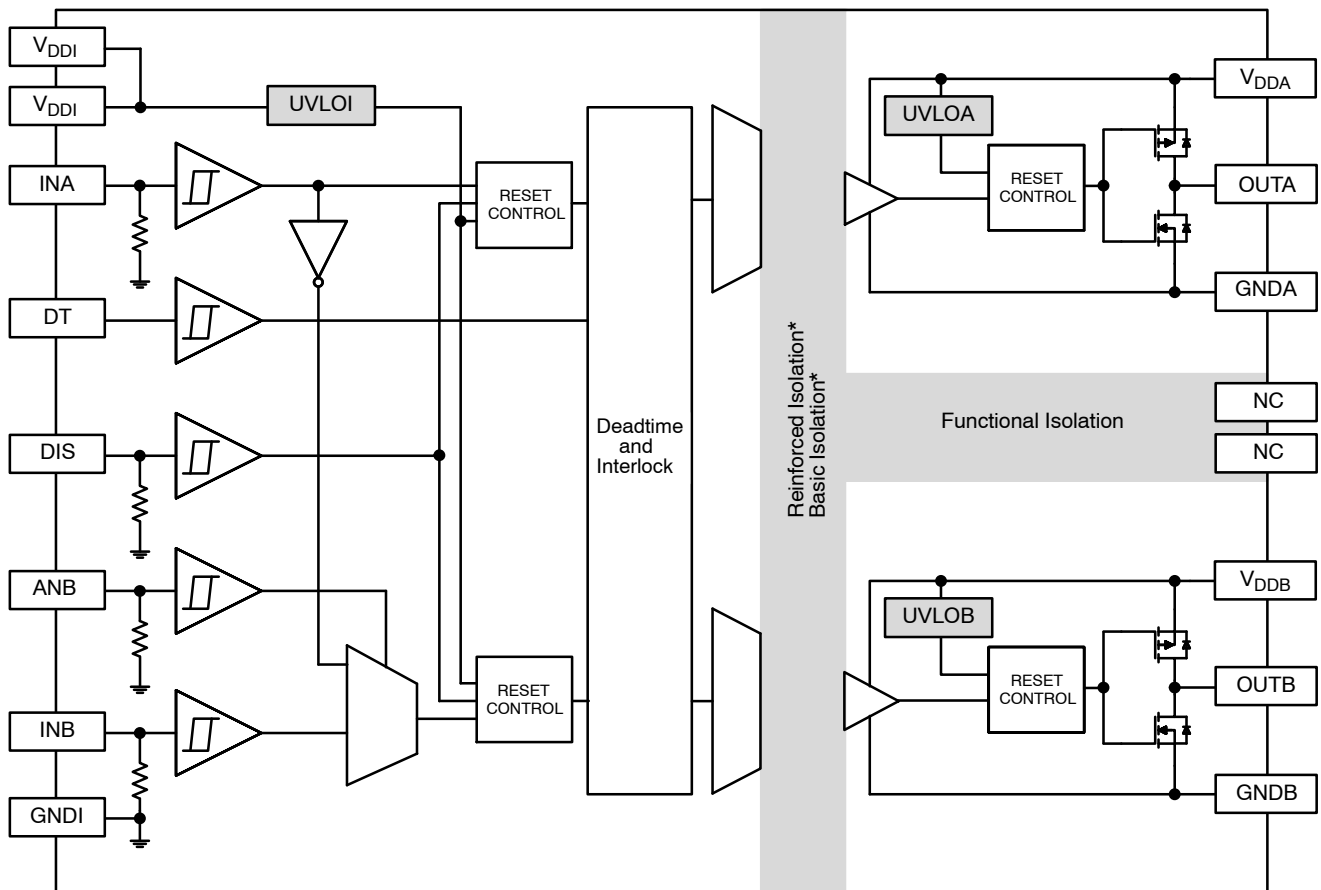 VDDI
VDDI
INA
DT
DIS
ANB
INB
GNDI
UVLOI
RESET
CONTROL
RESET
CONTROL
Deadtime
and
Interlock
Reinforced Isolation*
Basic Isolation*
UVLOA
RESET
CONTROL
VDDA
OUTA
GNDA
Functional Isolation
NC
NC
UVLOB
RESET
CONTROL
VDDB
OUTB
GNDB